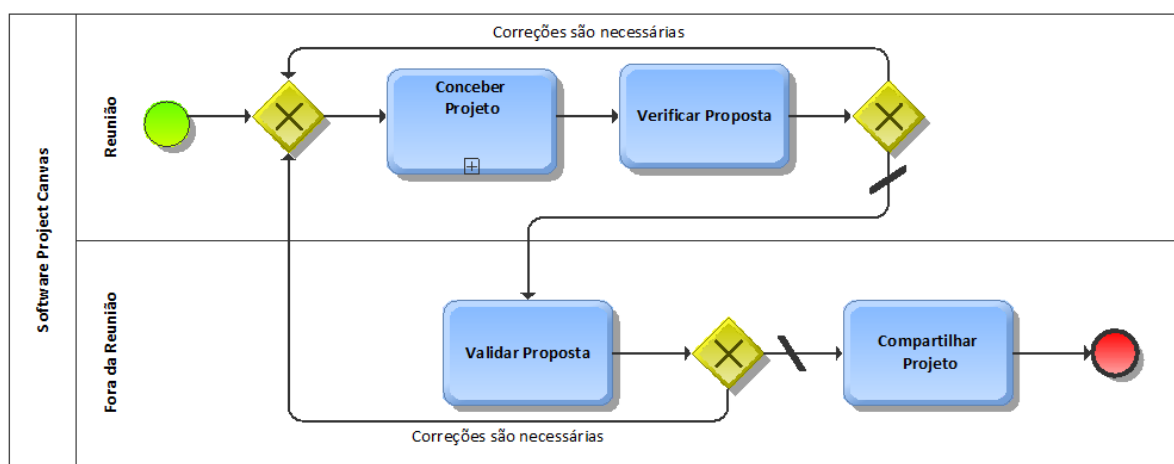 Software Project Canvas
Reunião
Correções são necessárias
Conceber
Projeto
Verificar Proposta
Fora da Reunião
Validar Proposta
Compartilhar
Projeto
Correções são necessárias